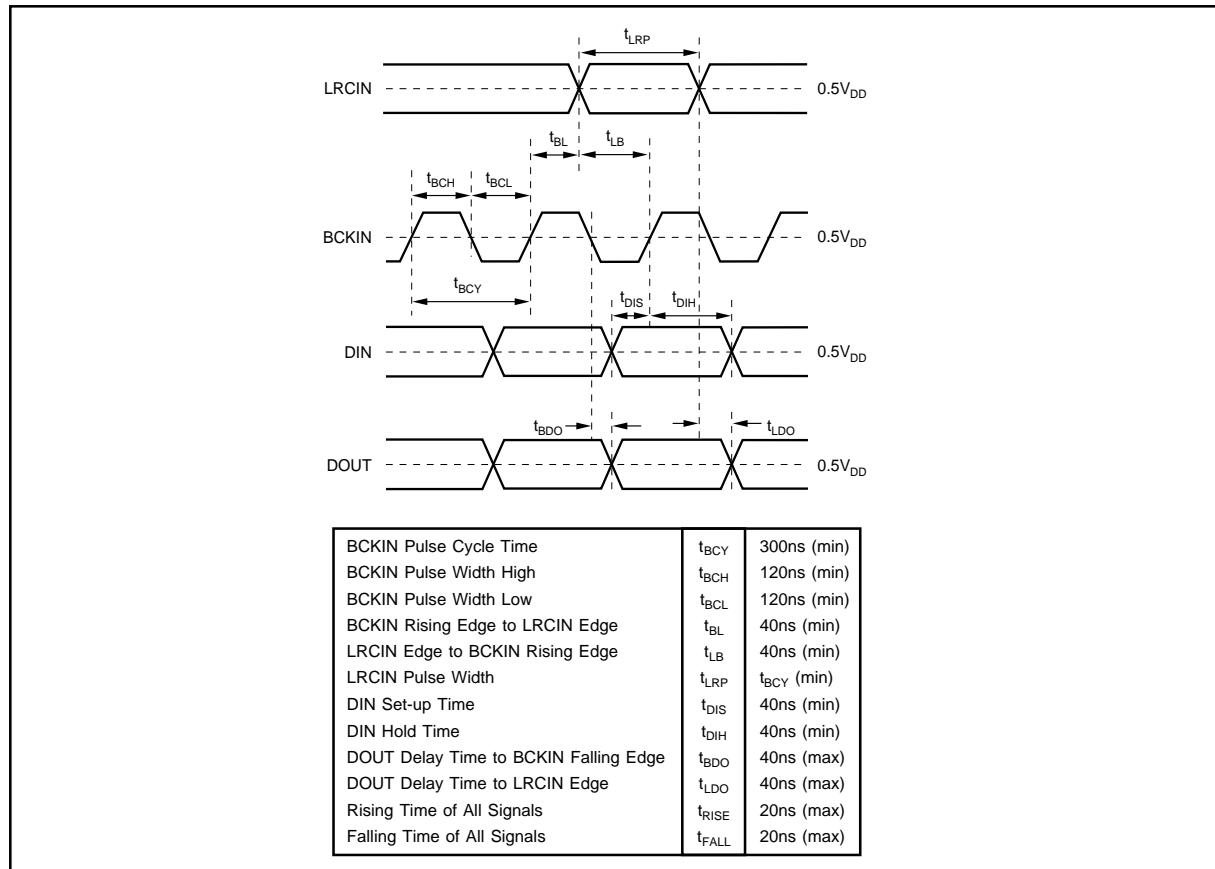 tLRP
LRCIN
0.5VDD
tBL
tLB
tBCH
tBCL
BCKIN
0.5VDD
tBCY
tDIS
tDIH
DIN
0.5VDD
tBDO
tLDO
DOUT
0.5VDD
BCKIN Pulse Cycle Time tBCY 300ns (min)
BCKIN Pulse Width High tBCH 120ns (min)
BCKIN Pulse Width Low tBCL 120ns (min)
BCKIN Rising Edge to LRCIN Edge tBL 40ns (min)
LRCIN Edge to BCKIN Rising Edge tLB 40ns (min)
LRCIN Pulse Width tLRP tBCY (min)
DIN Set-up Time tDIS 40ns (min)
DIN Hold Time tDIH 40ns (min)
DOUT Delay Time to BCKIN Falling Edge tBDO 40ns (max)
DOUT Delay Time to LRCIN Edge tLDO 40ns (max)
Rising Time of All Signals tRISE 20ns (max)
Falling Time of All Signals tFALL 20ns (max)